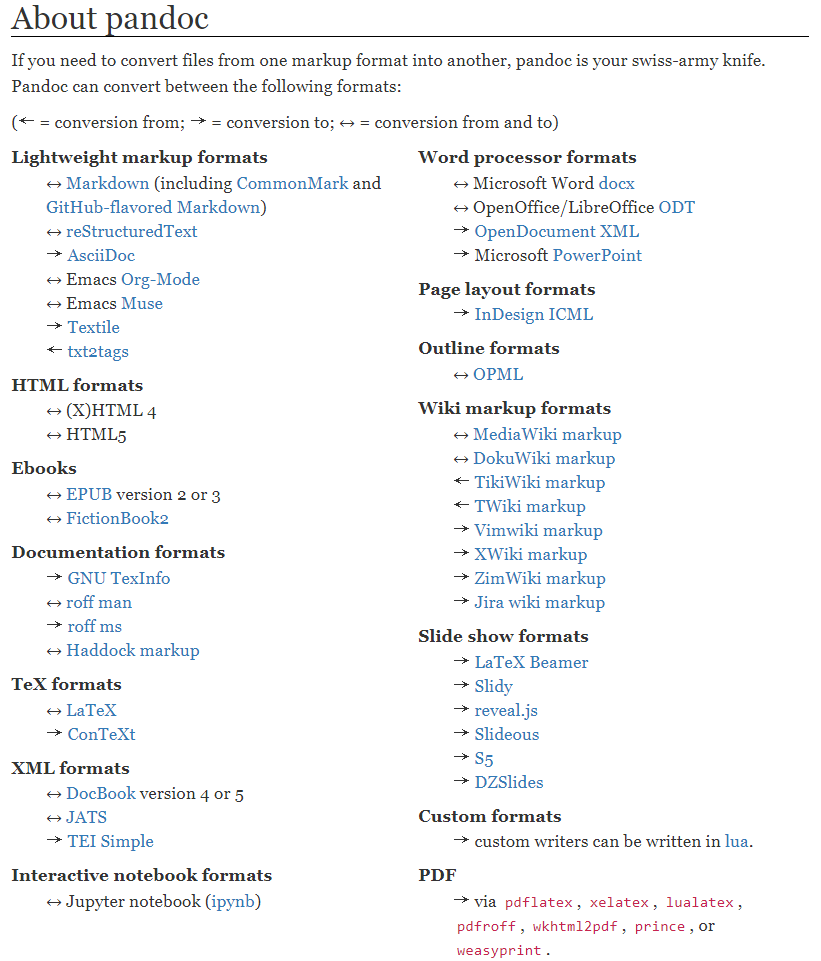 About pandoc
If you need to convert files from one markup format into another, pandoc is your swiss-army knife.
Pandoc can convert between the following formats:
(← = conversion from; → = conversion to; ↔ = conversion from and to)
Lightweight markup formats
↔ Markdown (including CommonMark and
GitHub-flavored Markdown)
↔ reStructuredText
→ AsciiDoc
↔ Emacs Org-Mode
↔ Emacs Muse
→ Textile
← txt2tags
HTML formats
↔ (X)HTML 4
↔ HTML5
Ebooks
↔ EPUB version 2 or 3
↔ FictionBook2
Documentation formats
→ GNU TexInfo
↔ roff man
→ roff ms
↔ Haddock markup
TeX formats
↔ LaTeX
→ ConTeXt
XML formats
↔ DocBook version 4 or 5
↔ JATS
→ TEI Simple
Interactive notebook formats
↔ Jupyter notebook (ipynb)
Word processor formats
↔ Microsoft Word docx
↔ OpenOffice/LibreOffice ODT
→ OpenDocument XML
→ Microsoft PowerPoint
Page layout formats
→ InDesign ICML
Outline formats
↔ OPML
Wiki markup formats
↔ MediaWiki markup
↔ DokuWiki markup
← TikiWiki markup
← TWiki markup
→ Vimwiki markup
→ XWiki markup
→ ZimWiki markup
→ Jira wiki markup
Slide show formats
→ LaTeX Beamer
→ Slidy
→ reveal.js
→ Slideous
→ S5
→ DZSlides
Custom formats
→ custom writers can be written in lua.
PDF
→ via pdflatex, xelatex, lualatex,
pdfroff, wkhtml2pdf, prince, or
weasyprint.